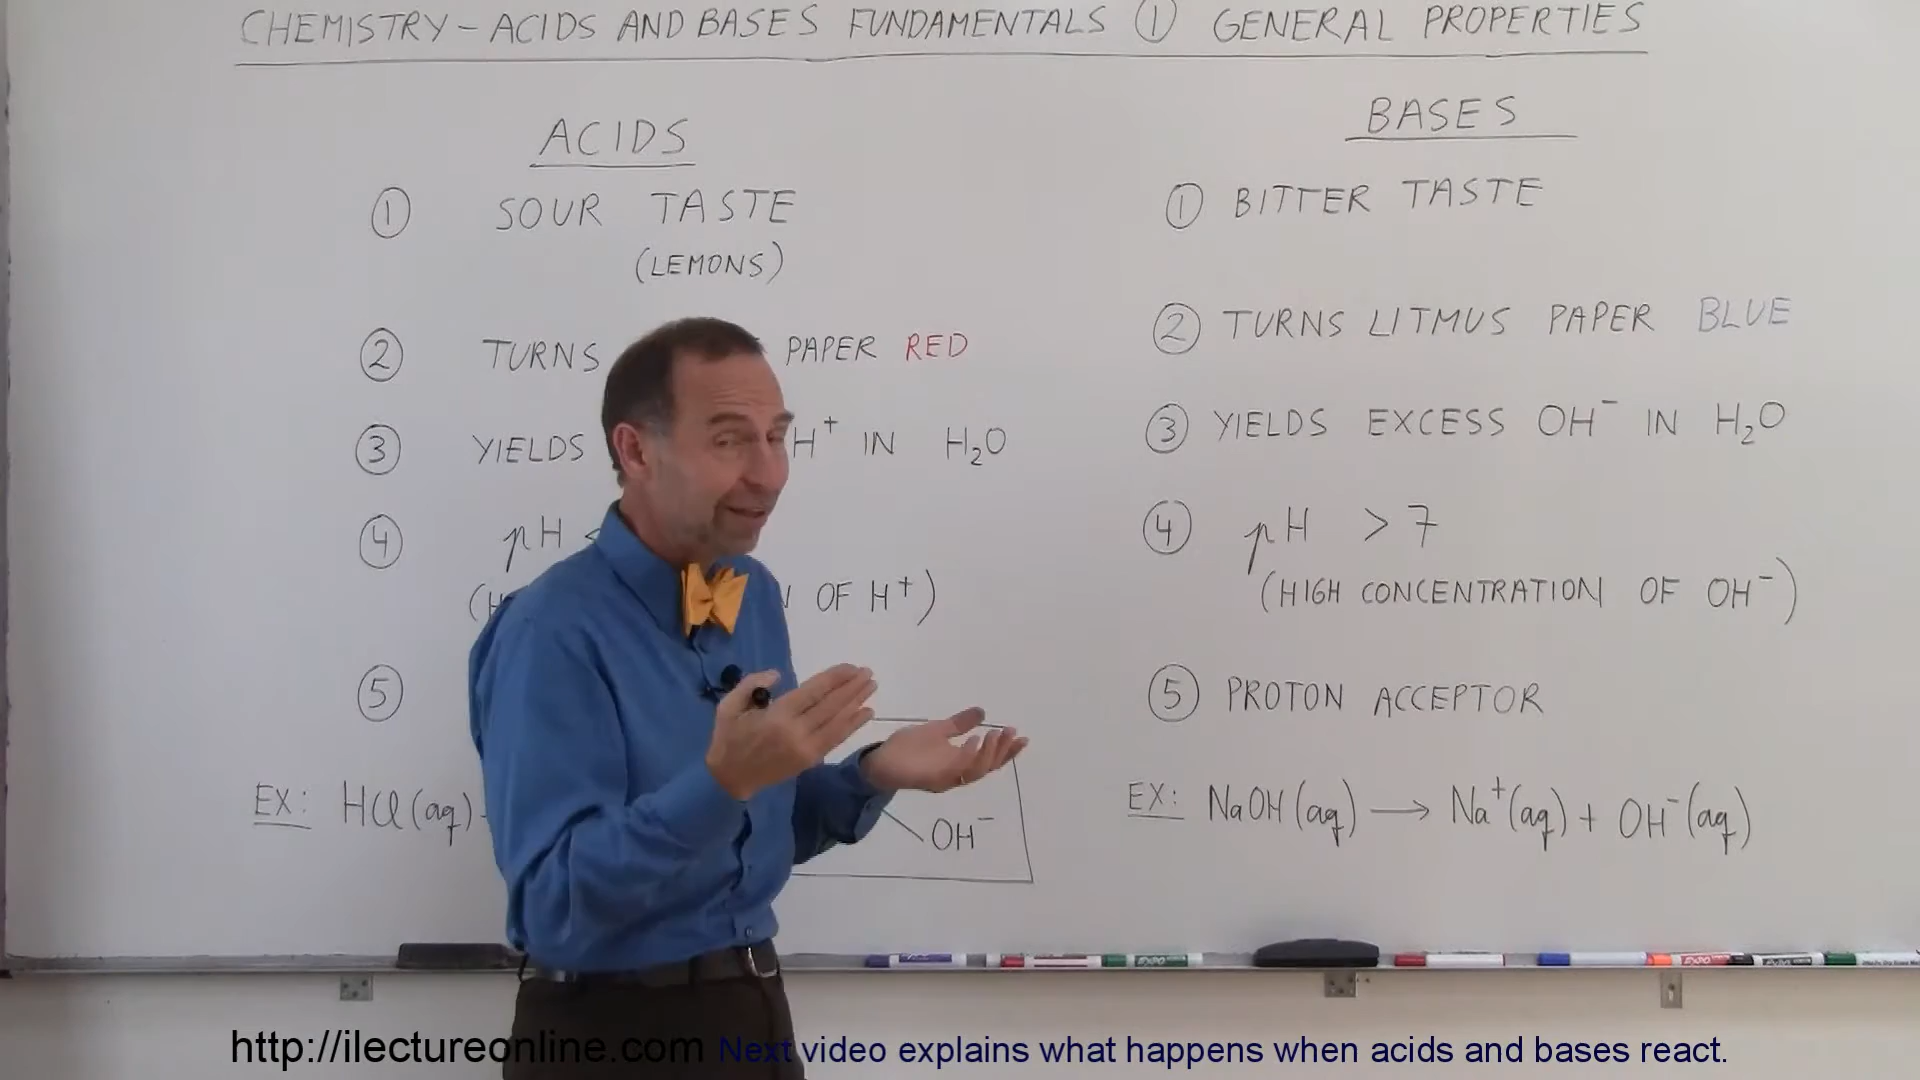 CHEMISTRY - ACIDS AND BASES FUNDAMENTALS ① GENERAL PROPERTIES
ACIDS
① SOUR TASTE
(LEMONS)
② TURNS PAPER RED
③ YIELDS H⁺ IN H₂O
④ pH <
OF H⁺)
⑤
EX: HCl(aq)
OH⁻
BASES
① BITTER TASTE
② TURNS LITMUS PAPER BLUE
③ YIELDS EXCESS OH⁻ IN H₂O
④ pH > 7
(HIGH CONCENTRATION OF OH⁻)
⑤ PROTON ACCEPTOR
EX: NaOH(aq) → Na⁺(aq) + OH⁻(aq)
http://ilectureonline.com Next video explains what happens when acids and bases react.